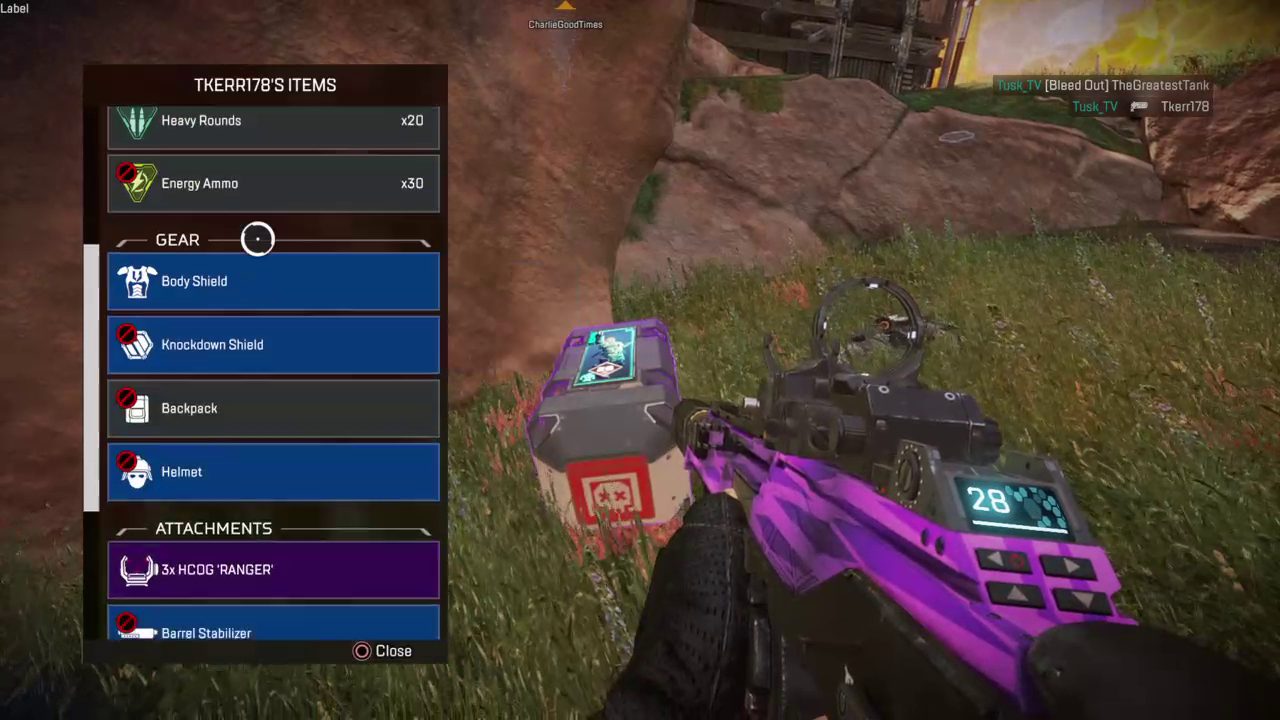 Label
CharlieGoodTimes
TKERR178'S ITEMS
Heavy Rounds x20
Energy Ammo x30
GEAR
Body Shield
Knockdown Shield
Backpack
Helmet
ATTACHMENTS
3x HCOG 'RANGER'
Barrel Stabilizer
Close
Tusk_TV [Bleed Out] TheGreatestTank
Tusk_TV Tkerr178
28